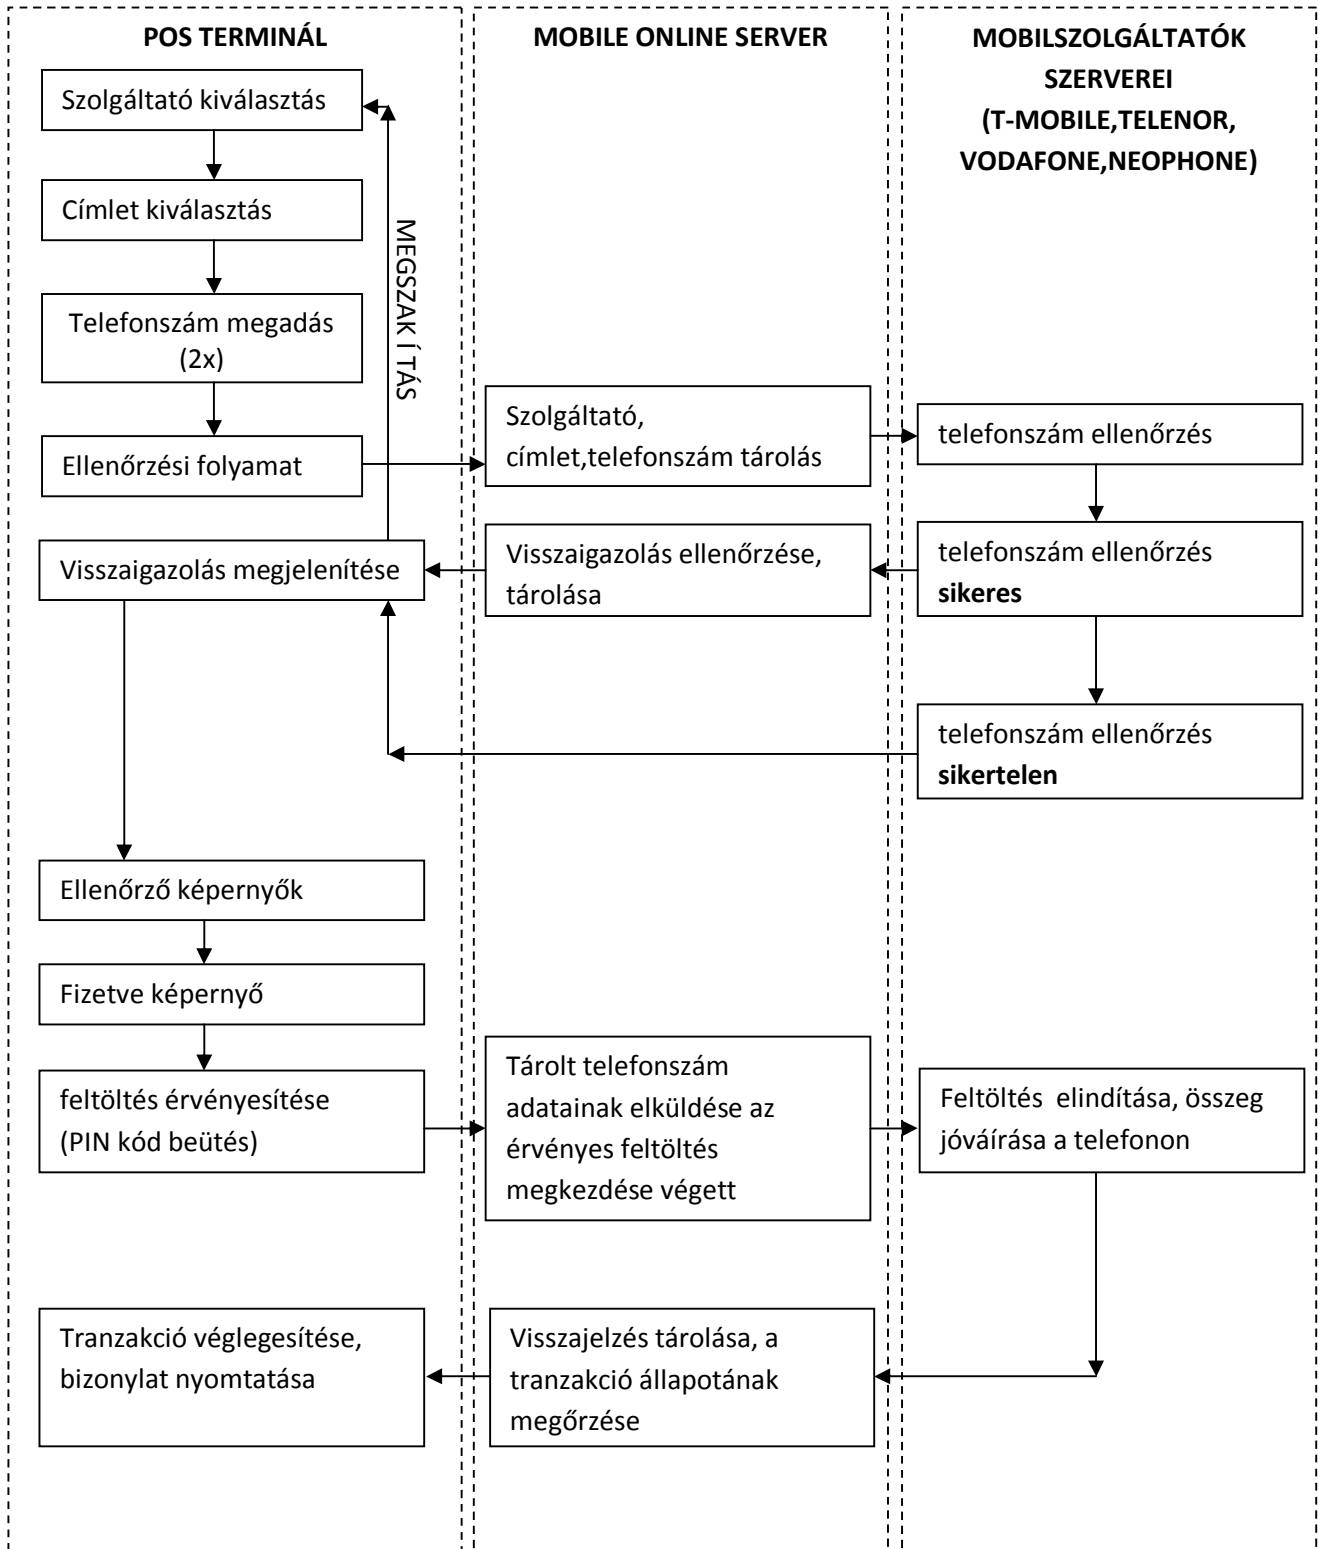 POS TERMINÁL
Szolgáltató kiválasztás
Címlet kiválasztás
Telefonszám megadás
(2x)
Ellenőrzési folyamat
MEGSZAK Í TÁS
Visszaigazolás megjelenítése
Ellenőrző képernyők
Fizetve képernyő
feltöltés érvényesítése
(PIN kód beütés)
Tranzakció véglegesítése,
bizonylat nyomtatása
MOBILE ONLINE SERVER
Szolgáltató,
címlet,telefonszám tárolás
Visszaigazolás ellenőrzése,
tárolása
Tárolt telefonszám
adatainak elküldése az
érvényes feltöltés
megkezdése végett
Visszajelzés tárolása, a
tranzakció állapotának
megőrzése
MOBILSZOLGÁLTATÓK
SZERVEREI
(T-MOBILE,TELENOR,
VODAFONE,NEOPHONE)
telefonszám ellenőrzés
telefonszám ellenőrzés
sikeres
telefonszám ellenőrzés
sikertelen
Feltöltés  elindítása, összeg
jóváírása a telefonon